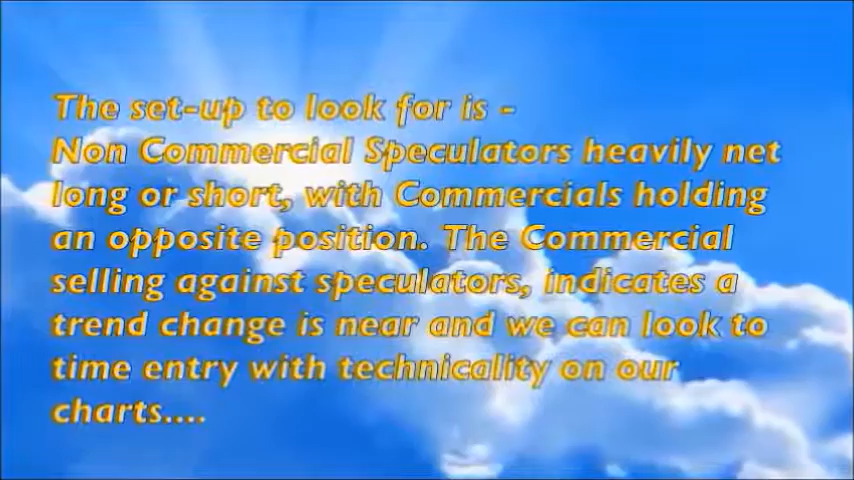 The set-up to look for is -
Non Commercial Speculators heavily net
long or short, with Commercials holding
an opposite position. The Commercial
selling against speculators, indicates a
trend change is near and we can look to
time entry with technicality on our
charts....